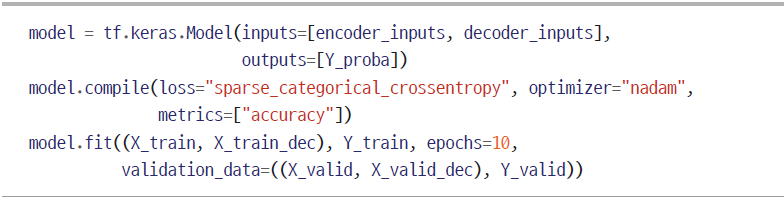 model = tf.keras.Model(inputs=[encoder_inputs, decoder_inputs],
                       outputs=[Y_proba])
model.compile(loss="sparse_categorical_crossentropy", optimizer="nadam",
              metrics=["accuracy"])
model.fit((X_train, X_train_dec), Y_train, epochs=10,
          validation_data=((X_valid, X_valid_dec), Y_valid))